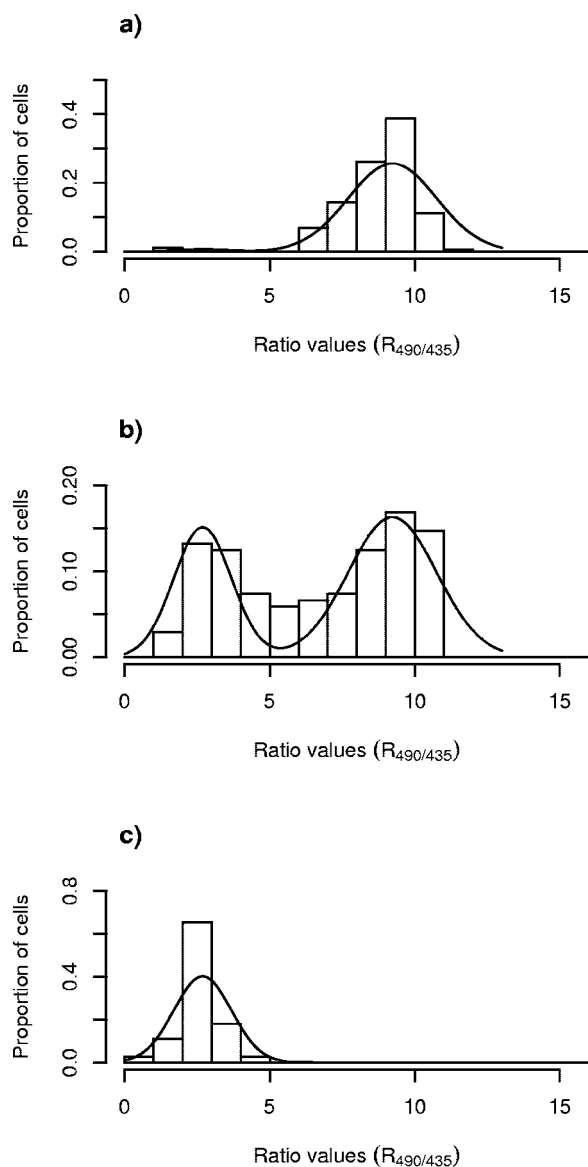 a)
Proportion of cells
0.0 0.2 0.4
0 5 10 15
Ratio values (R490/435)
b)
Proportion of cells
0.00 0.10 0.20
0 5 10 15
Ratio values (R490/435)
c)
Proportion of cells
0.0 0.4 0.8
0 5 10 15
Ratio values (R490/435)